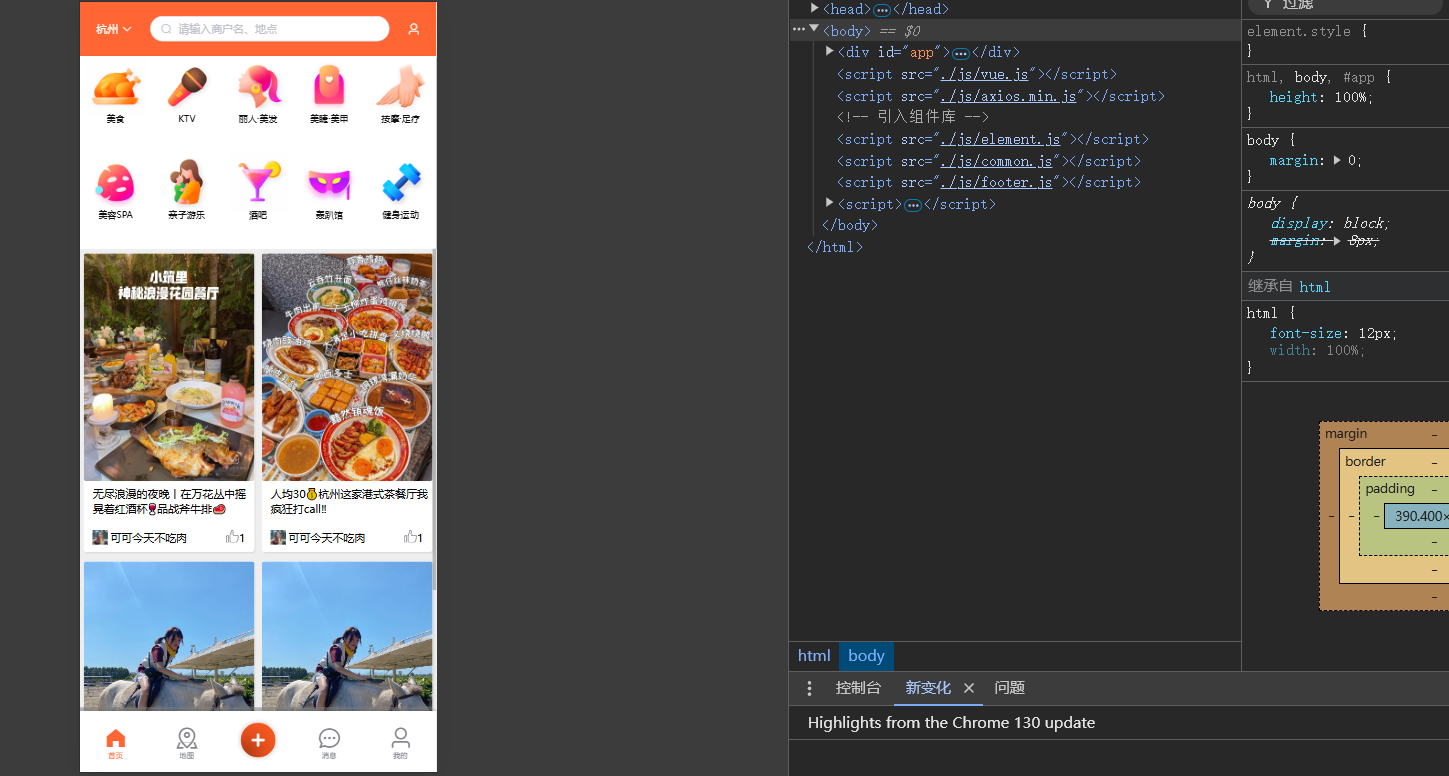 杭州
请输入商户名、地点
美食
KTV
丽人·美发
美睫·美甲
按摩·足疗
美容SPA
亲子游乐
酒吧
轰趴馆
健身运动
小筑里
神秘浪漫花园餐厅
黯然销魂饭
无尽浪漫的夜晚丨在万花丛中摇
晃着红酒杯🍷品战斧牛排🥩
可可今天不吃肉
1
人均30💰杭州这家港式茶餐厅我
疯狂打call‼️
可可今天不吃肉
1
首页
地图
消息
我的
<head>…</head>
<body> == $0
<div id="app">…</div>
<script src="./js/vue.js"></script>
<script src="./js/axios.min.js"></script>
<!-- 引入组件库 -->
<script src="./js/element.js"></script>
<script src="./js/common.js"></script>
<script src="./js/footer.js"></script>
<script>…</script>
</body>
</html>
html
body
控制台
新变化
问题
Highlights from the Chrome 130 update
过滤
element.style {
}
html, body, #app {
height: 100%;
}
body {
margin: 0;
}
body {
display: block;
margin: 8px;
}
继承自 html
html {
font-size: 12px;
width: 100%;
}
margin
-
border
-
padding
-
- - - 390.400×
-
-
-